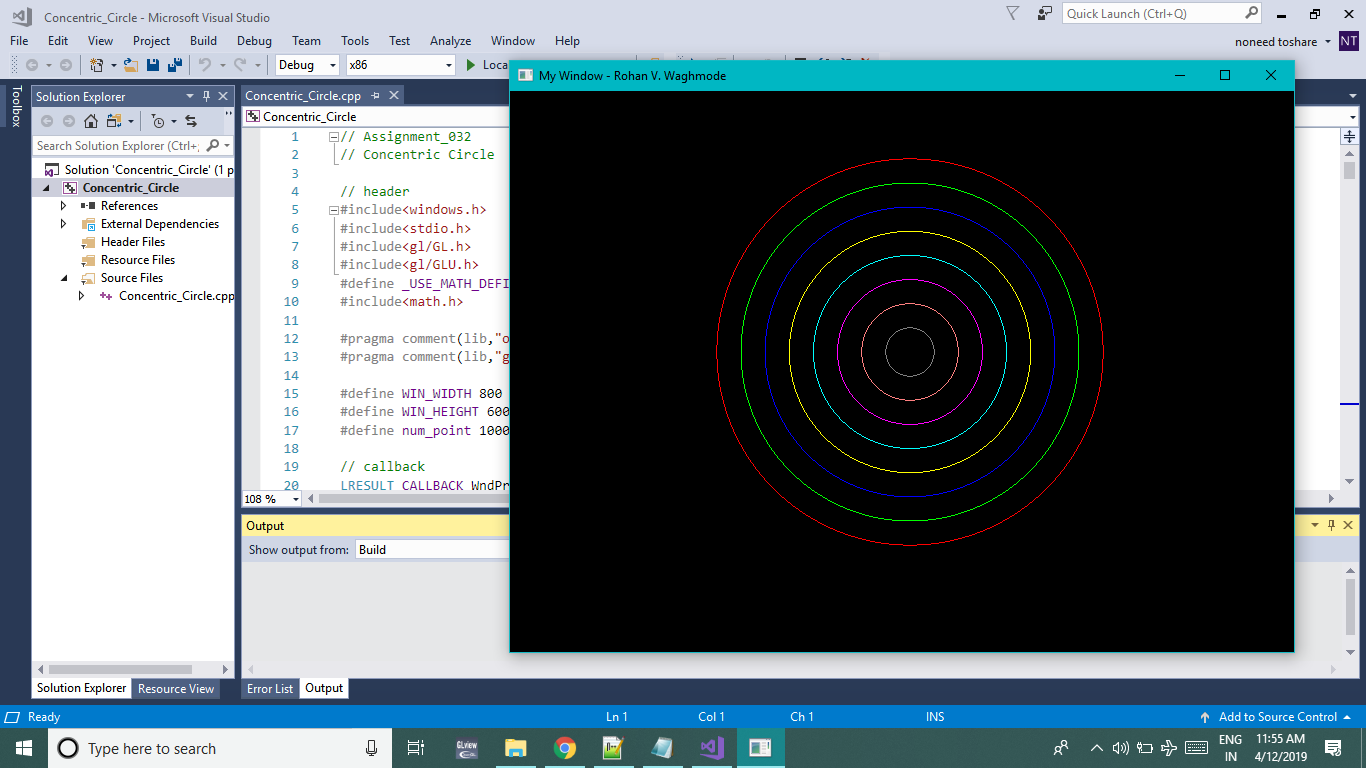 Concentric_Circle - Microsoft Visual Studio
Quick Launch (Ctrl+Q)
File Edit View Project Build Debug Team Tools Test Analyze Window Help
noneed toshare NT
Debug x86 Loca
My Window - Rohan V. Waghmode
Toolbox
Solution Explorer
Search Solution Explorer (Ctrl+;
Solution 'Concentric_Circle' (1 p
Concentric_Circle
References
External Dependencies
Header Files
Resource Files
Source Files
Concentric_Circle.cpp
Solution Explorer Resource View
Concentric_Circle.cpp
Concentric_Circle
1 // Assignment_032
2 // Concentric Circle
3
4 // header
5 #include<windows.h>
6 #include<stdio.h>
7 #include<gl/GL.h>
8 #include<gl/GLU.h>
9 #define _USE_MATH_DEFI
10 #include<math.h>
11
12 #pragma comment(lib,"o
13 #pragma comment(lib,"g
14
15 #define WIN_WIDTH 800
16 #define WIN_HEIGHT 600
17 #define num_point 1000
18
19 // callback
20 LRESULT CALLBACK WndPr
108 %
Output
Show output from: Build
Error List Output
Ready Ln 1 Col 1 Ch 1 INS Add to Source Control
Type here to search
GLview
ENG
IN
11:55 AM
4/12/2019